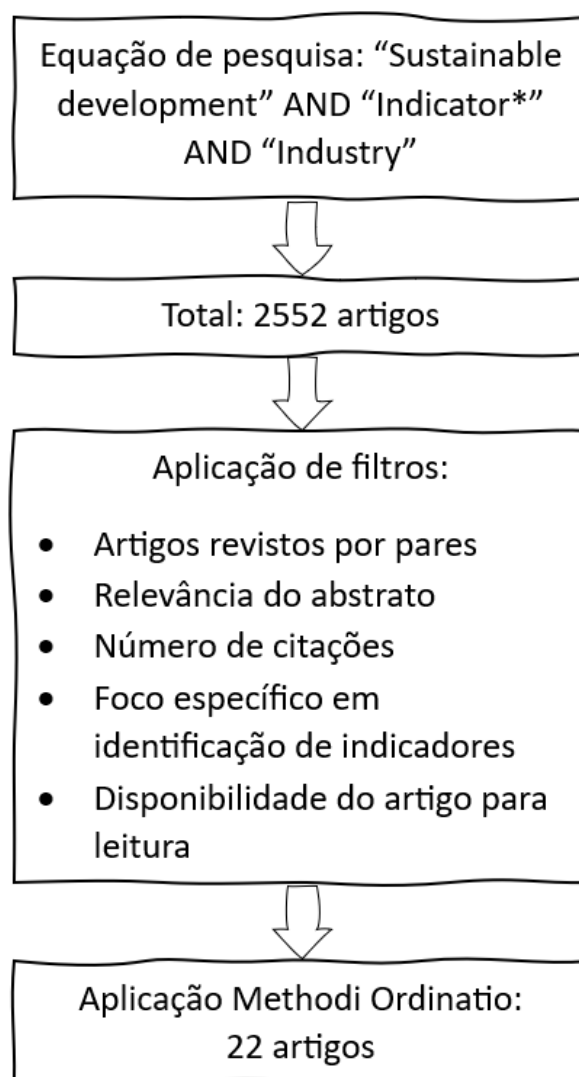 Equação de pesquisa: “Sustainable
development” AND “Indicator*”
AND “Industry”
Total: 2552 artigos
Aplicação de filtros:
• Artigos revistos por pares
• Relevância do abstrato
• Número de citações
• Foco específico em
identificação de indicadores
• Disponibilidade do artigo para
leitura
Aplicação Methodi Ordinatio:
22 artigos